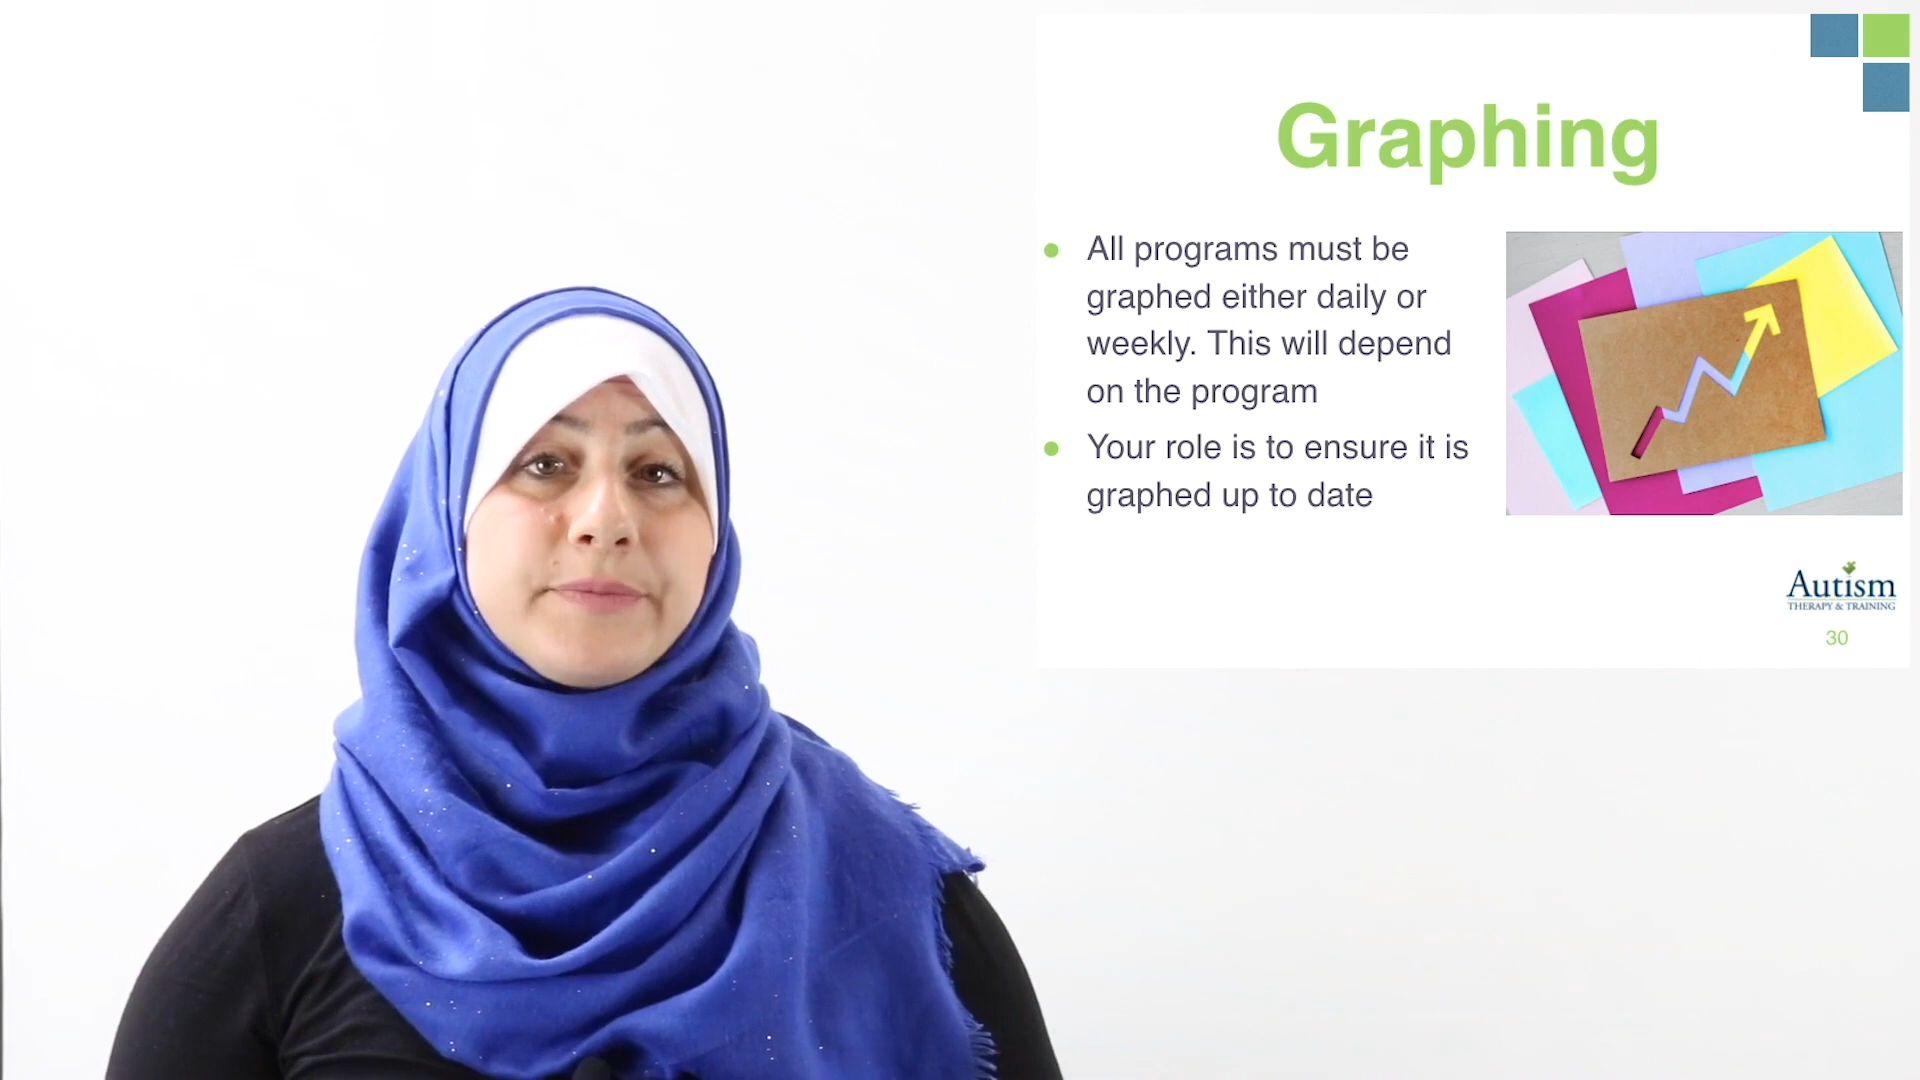 Graphing
● All programs must be
graphed either daily or
weekly. This will depend
on the program
● Your role is to ensure it is
graphed up to date
Autism
THERAPY & TRAINING
30